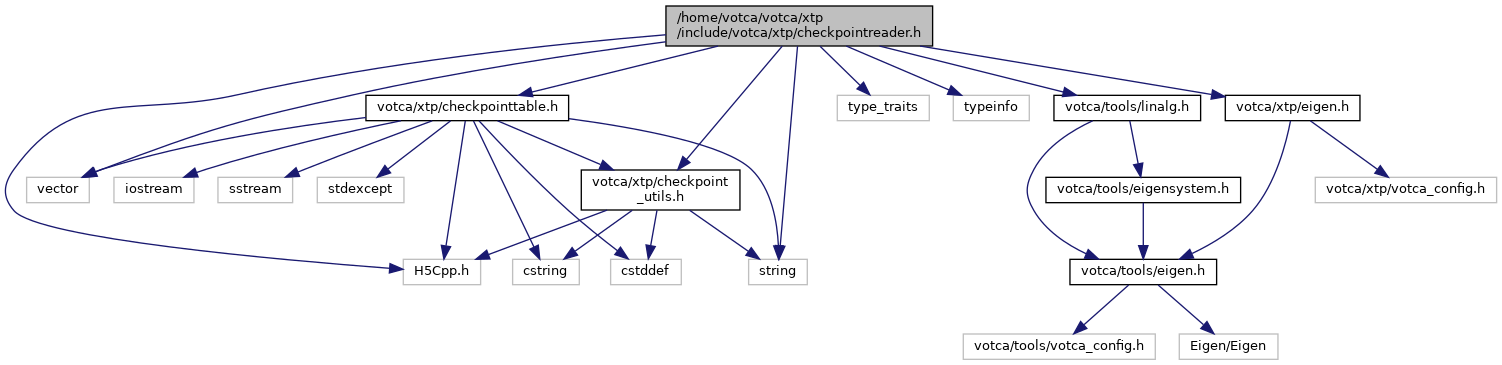 /home/votca/votca/xtp
/include/votca/xtp/checkpointreader.h
votca/xtp/checkpointtable.h
type_traits
typeinfo
votca/tools/linalg.h
votca/xtp/eigen.h
vector
iostream
sstream
stdexcept
votca/xtp/checkpoint
_utils.h
votca/tools/eigensystem.h
votca/xtp/votca_config.h
H5Cpp.h
cstring
cstddef
string
votca/tools/eigen.h
votca/tools/votca_config.h
Eigen/Eigen